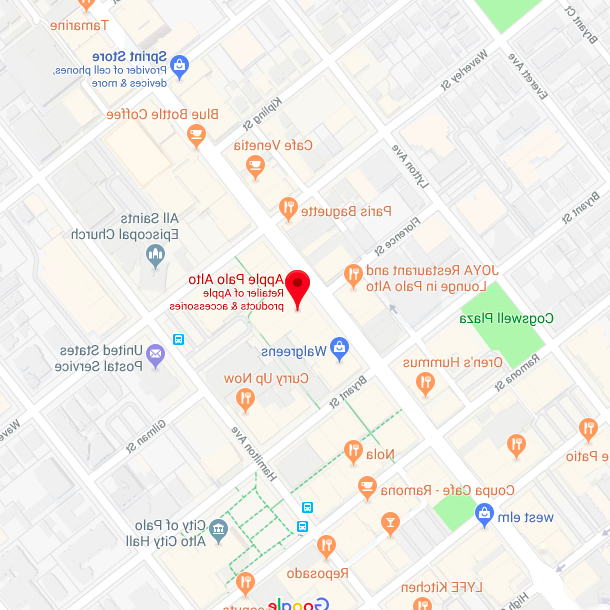 Tamarine
Bryant Ct
Sprint Store
Provider of cell phones,
devices & more
Waverley St
Everett Ave
Blue Bottle Coffee
Kipling St
Cafe Venetia
Lytton Ave
Bryant St
All Saints
Episcopal Church
Paris Baguette
Florence St
Apple Palo Alto
Retailer of Apple
products & accessories
JOYA Restaurant and
Lounge in Palo Alto
Cogswell Plaza
United States
Postal Service
Walgreens
Oren's Hummus
Ramona St
Curry Up Now
Bryant St
Gilman St
Hamilton Ave
Nola
Patio
Coupa Cafe - Ramona
west elm
City of Palo
Alto City Hall
Reposado
LYFE Kitchen
High St
Google